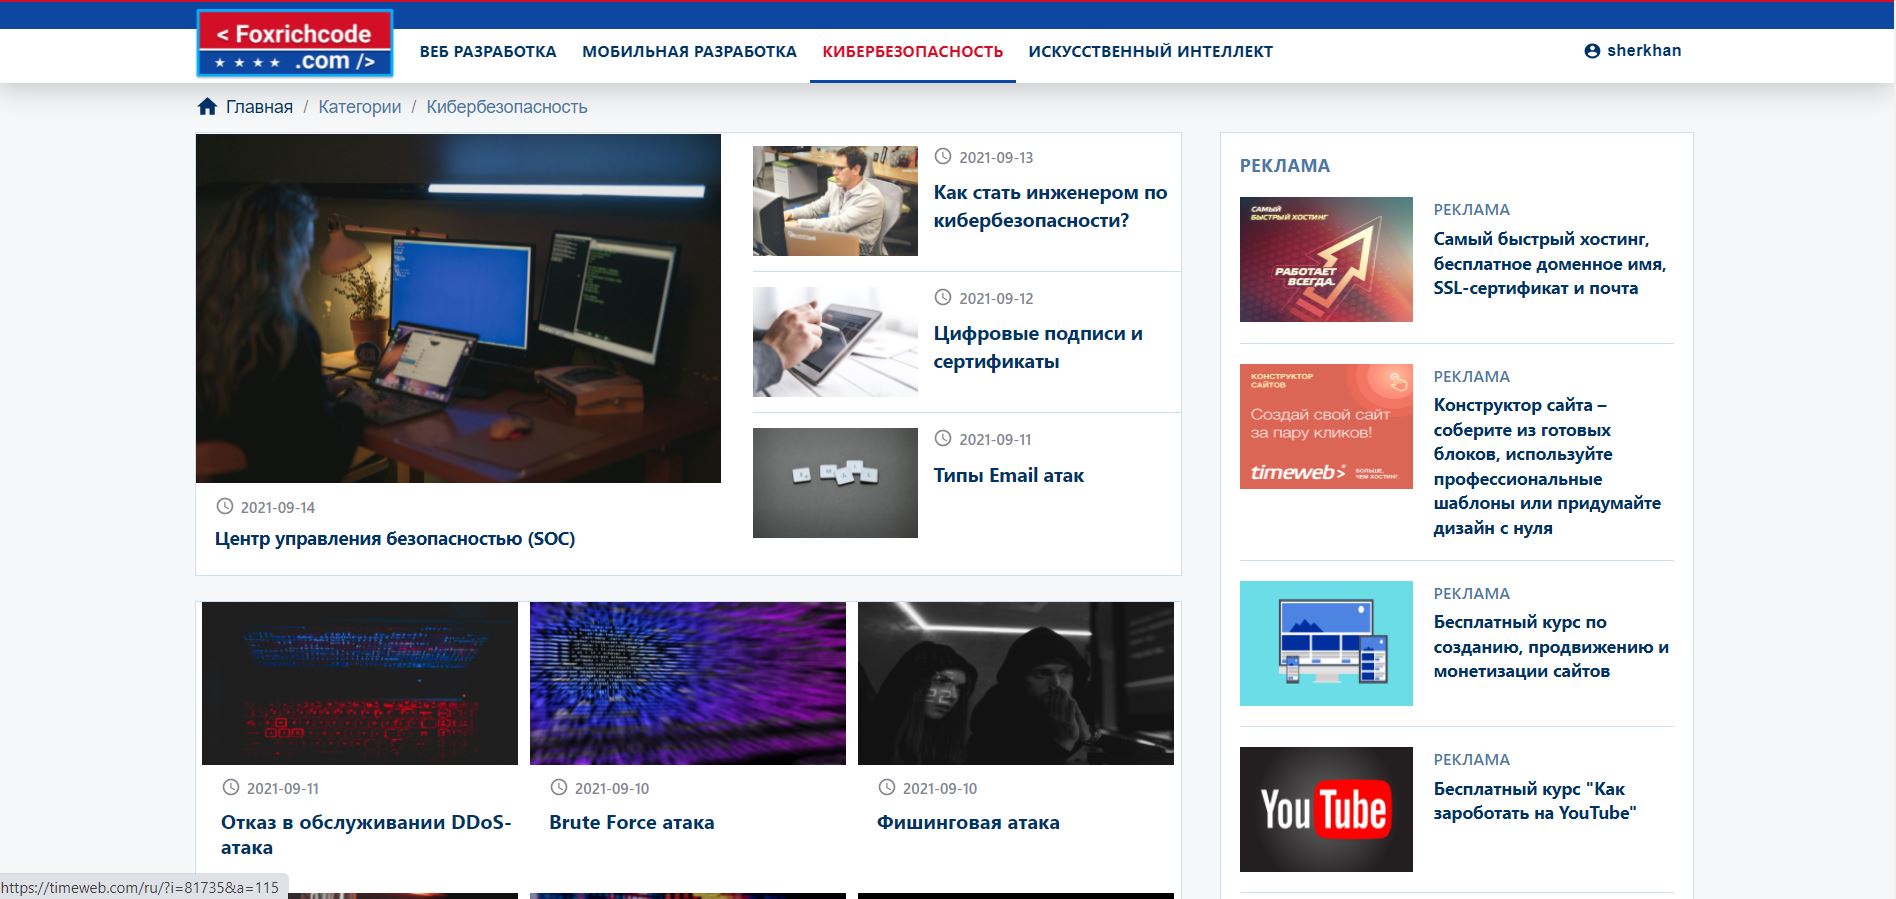 < Foxrichcode
.com />
ВЕБ РАЗРАБОТКА
МОБИЛЬНАЯ РАЗРАБОТКА
КИБЕРБЕЗОПАСНОСТЬ
ИСКУССТВЕННЫЙ ИНТЕЛЛЕКТ
sherkhan
Главная / Категории / Кибербезопасность
2021-09-14
Центр управления безопасностью (SOC)
2021-09-13
Как стать инженером по
кибербезопасности?
2021-09-12
Цифровые подписи и
сертификаты
2021-09-11
Типы Email атак
2021-09-11
Отказ в обслуживании DDoS-
атака
2021-09-10
Brute Force атака
2021-09-10
Фишинговая атака
РЕКЛАМА
САМЫЙ
БЫСТРЫЙ ХОСТИНГ
РАБОТАЕТ
ВСЕГДА.
РЕКЛАМА
Самый быстрый хостинг,
бесплатное доменное имя,
SSL-сертификат и почта
КОНСТРУКТОР
САЙТОВ
Создай свой сайт
за пару кликов!
timeweb>
БОЛЬШЕ,
ЧЕМ ХОСТИНГ.
РЕКЛАМА
Конструктор сайта –
соберите из готовых
блоков, используйте
профессиональные
шаблоны или придумайте
дизайн с нуля
РЕКЛАМА
Бесплатный курс по
созданию, продвижению и
монетизации сайтов
YouTube
РЕКЛАМА
Бесплатный курс "Как
зароботать на YouTube"
https://timeweb.com/ru/?i=81735&a=115